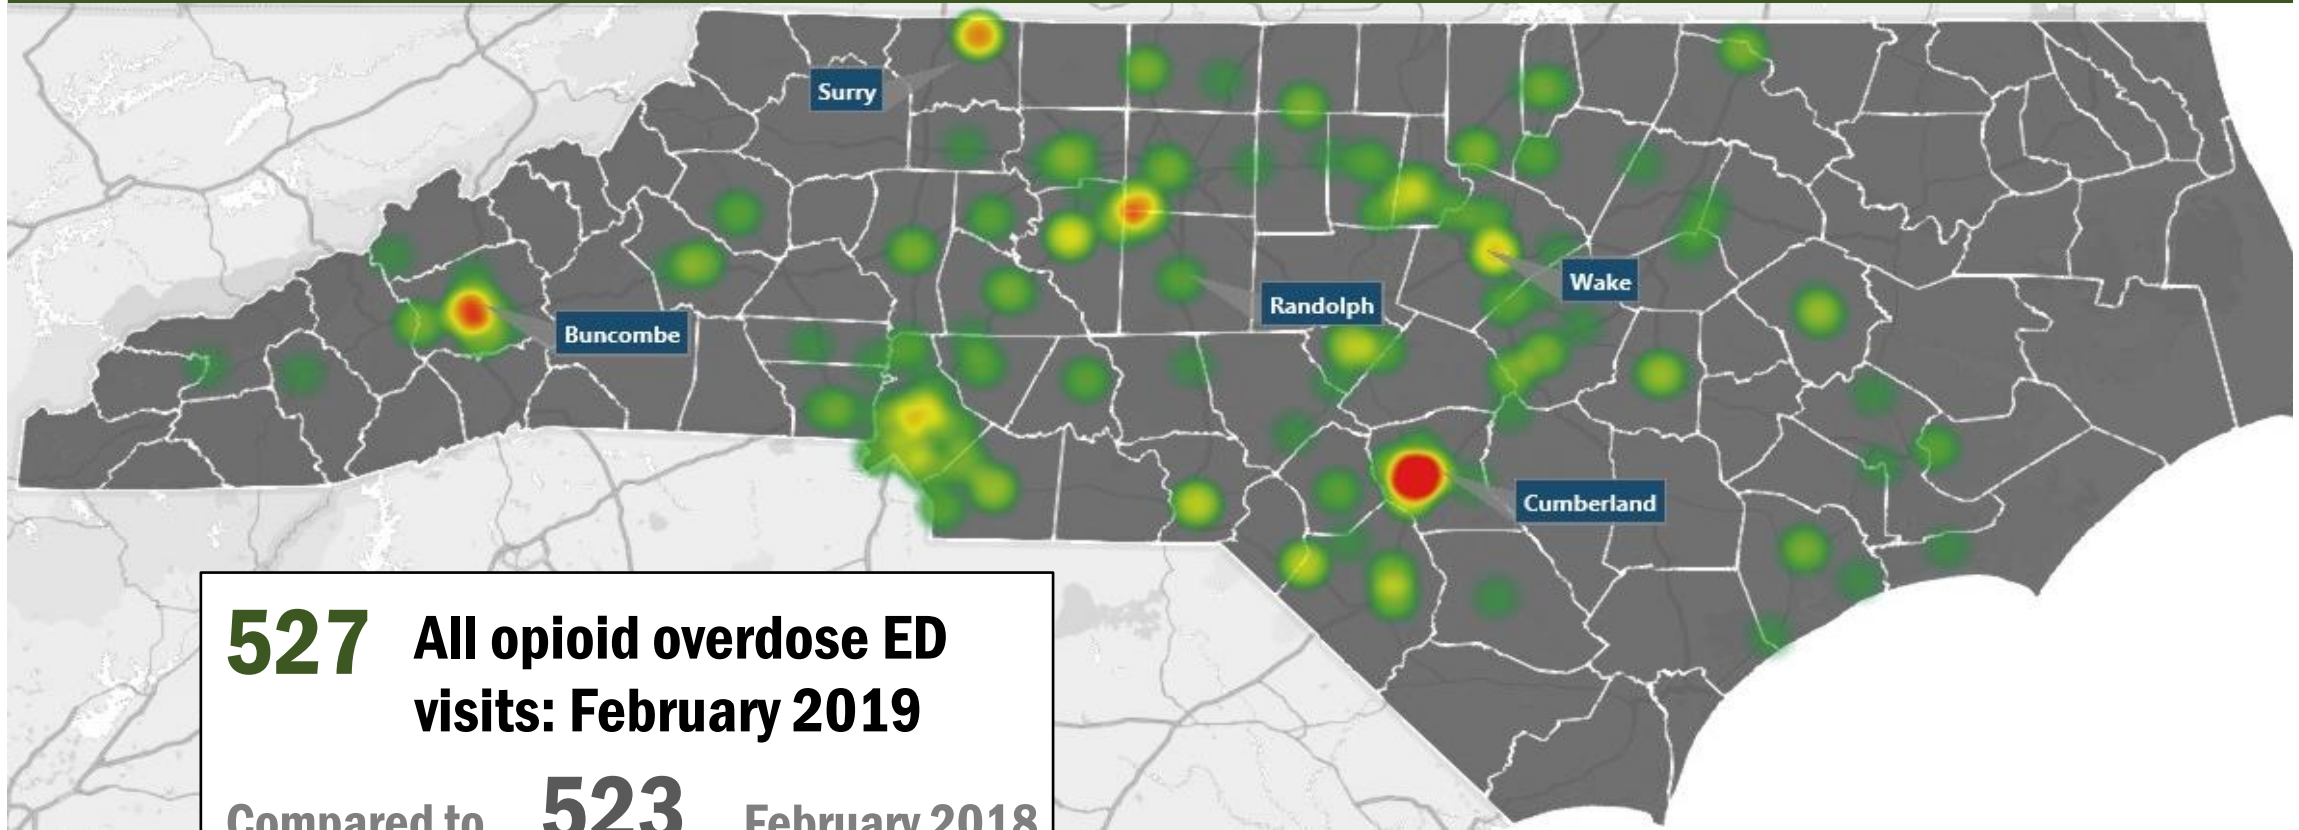 Surry
Randolph
Wake
Buncombe
Cumberland
527 All opioid overdose ED
visits: February 2019
Compared to 523 February 2018